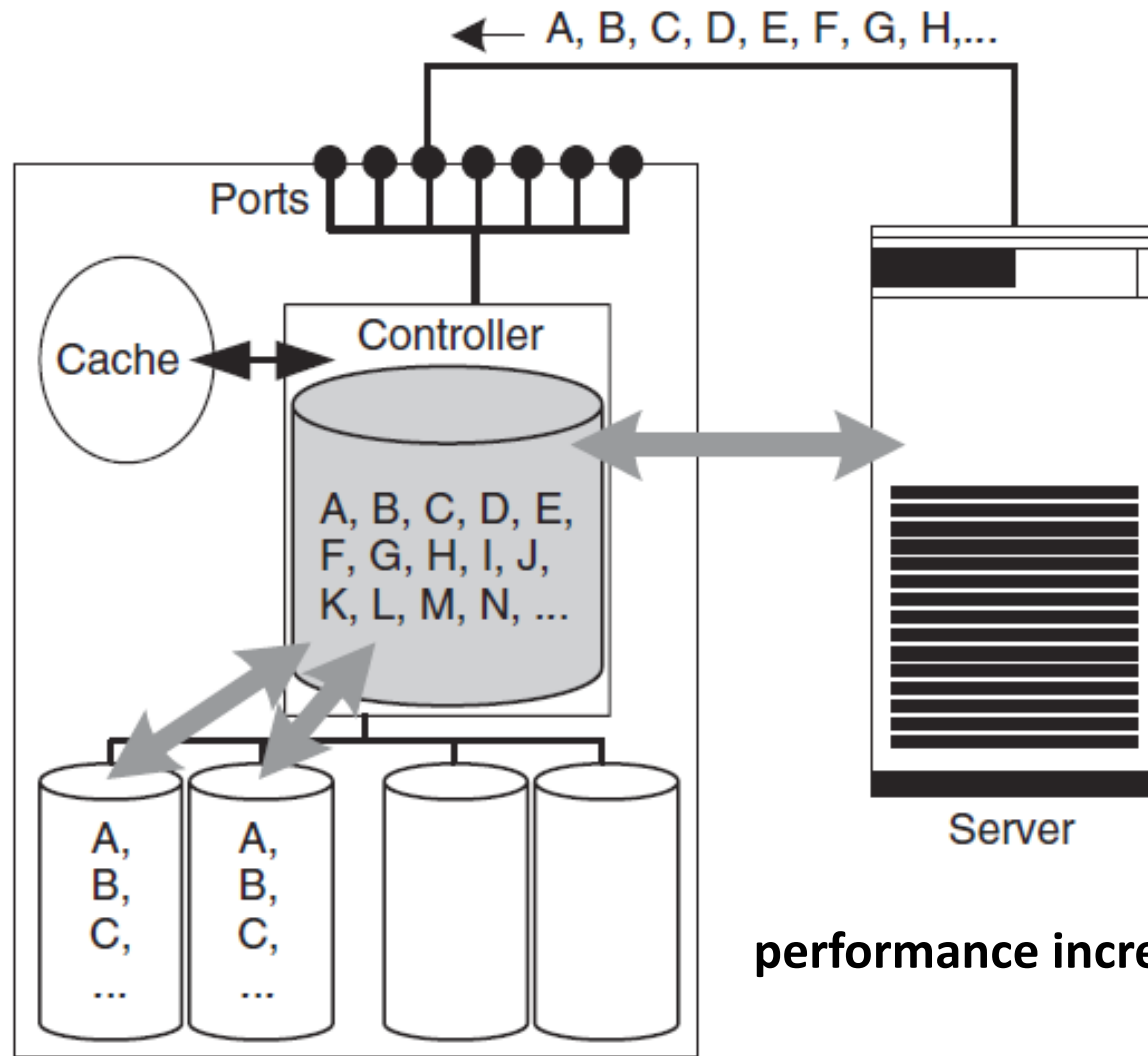 A, B, C, D, E, F, G, H,...
Ports
Cache
Controller
A, B, C, D, E,
F, G, H, I, J,
K, L, M, N, ...
A,
B,
C,
...
A,
B,
C,
...
Server
performance incre